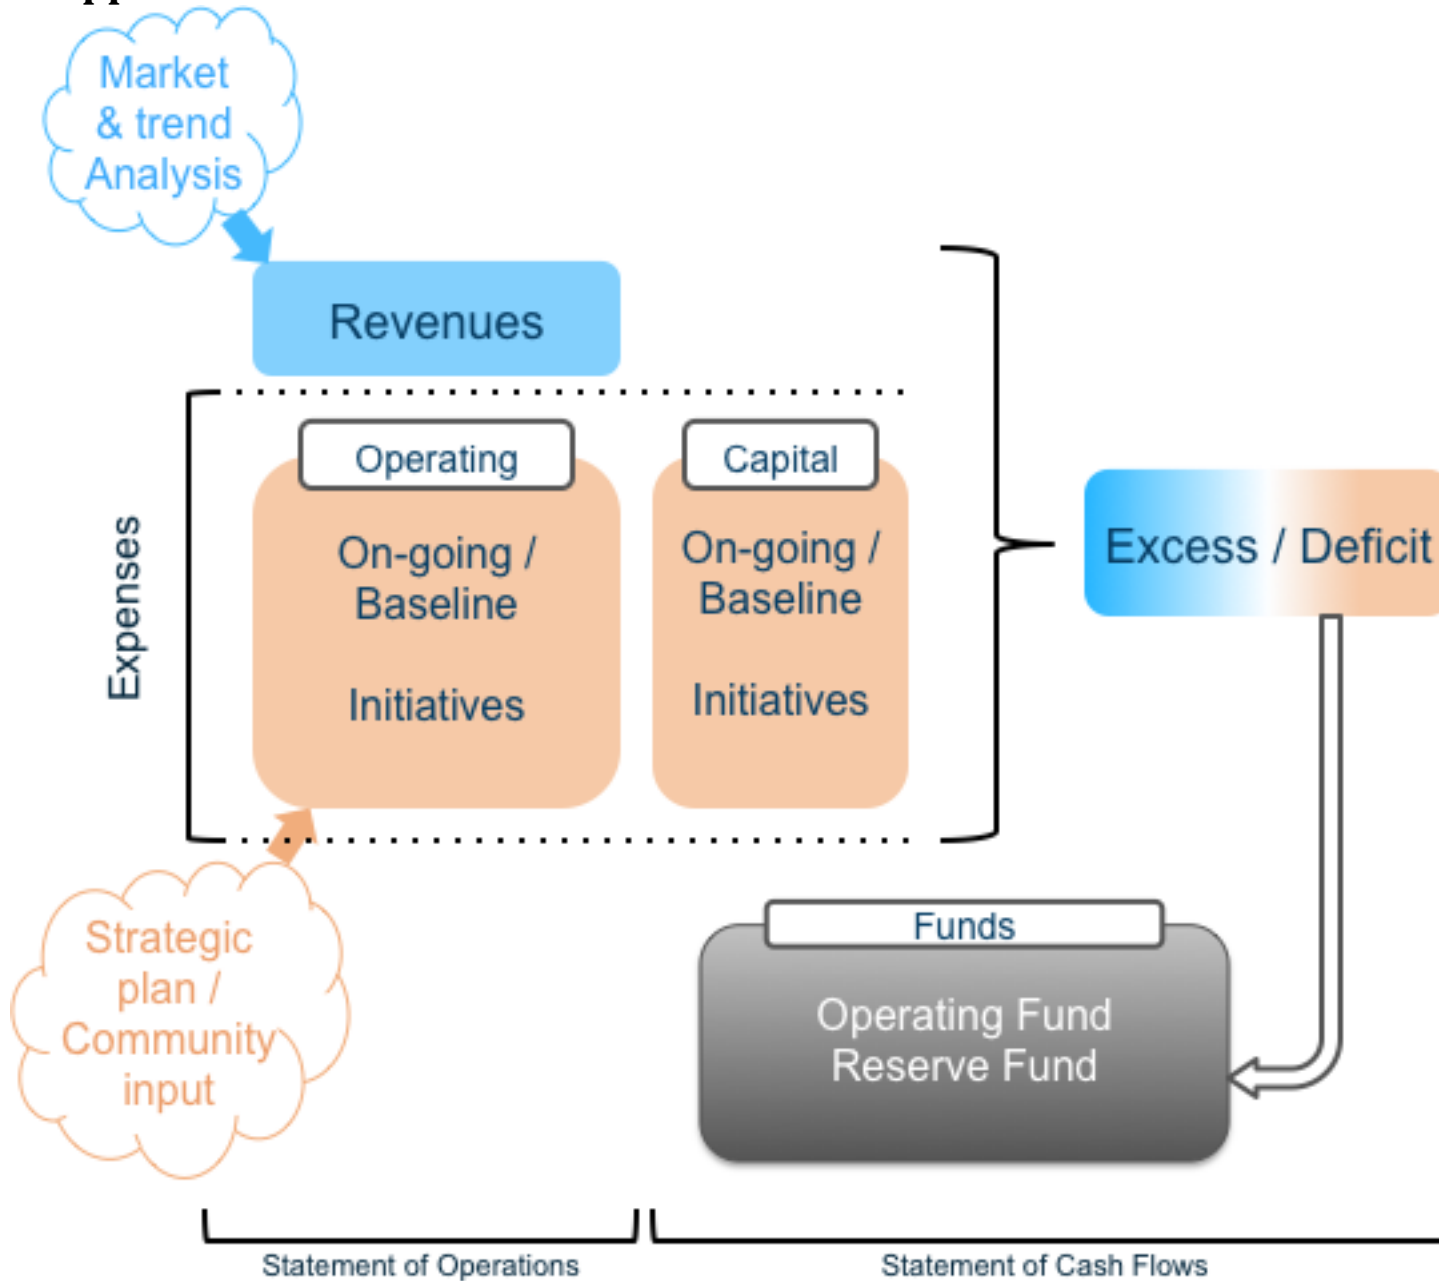 Market
& trend
Analysis
Revenues
Operating
Capital
Expenses
On-going /
Baseline
Initiatives
On-going /
Baseline
Initiatives
Excess / Deficit
Strategic
plan /
Community
input
Funds
Operating Fund
Reserve Fund
Statement of Operations
Statement of Cash Flows